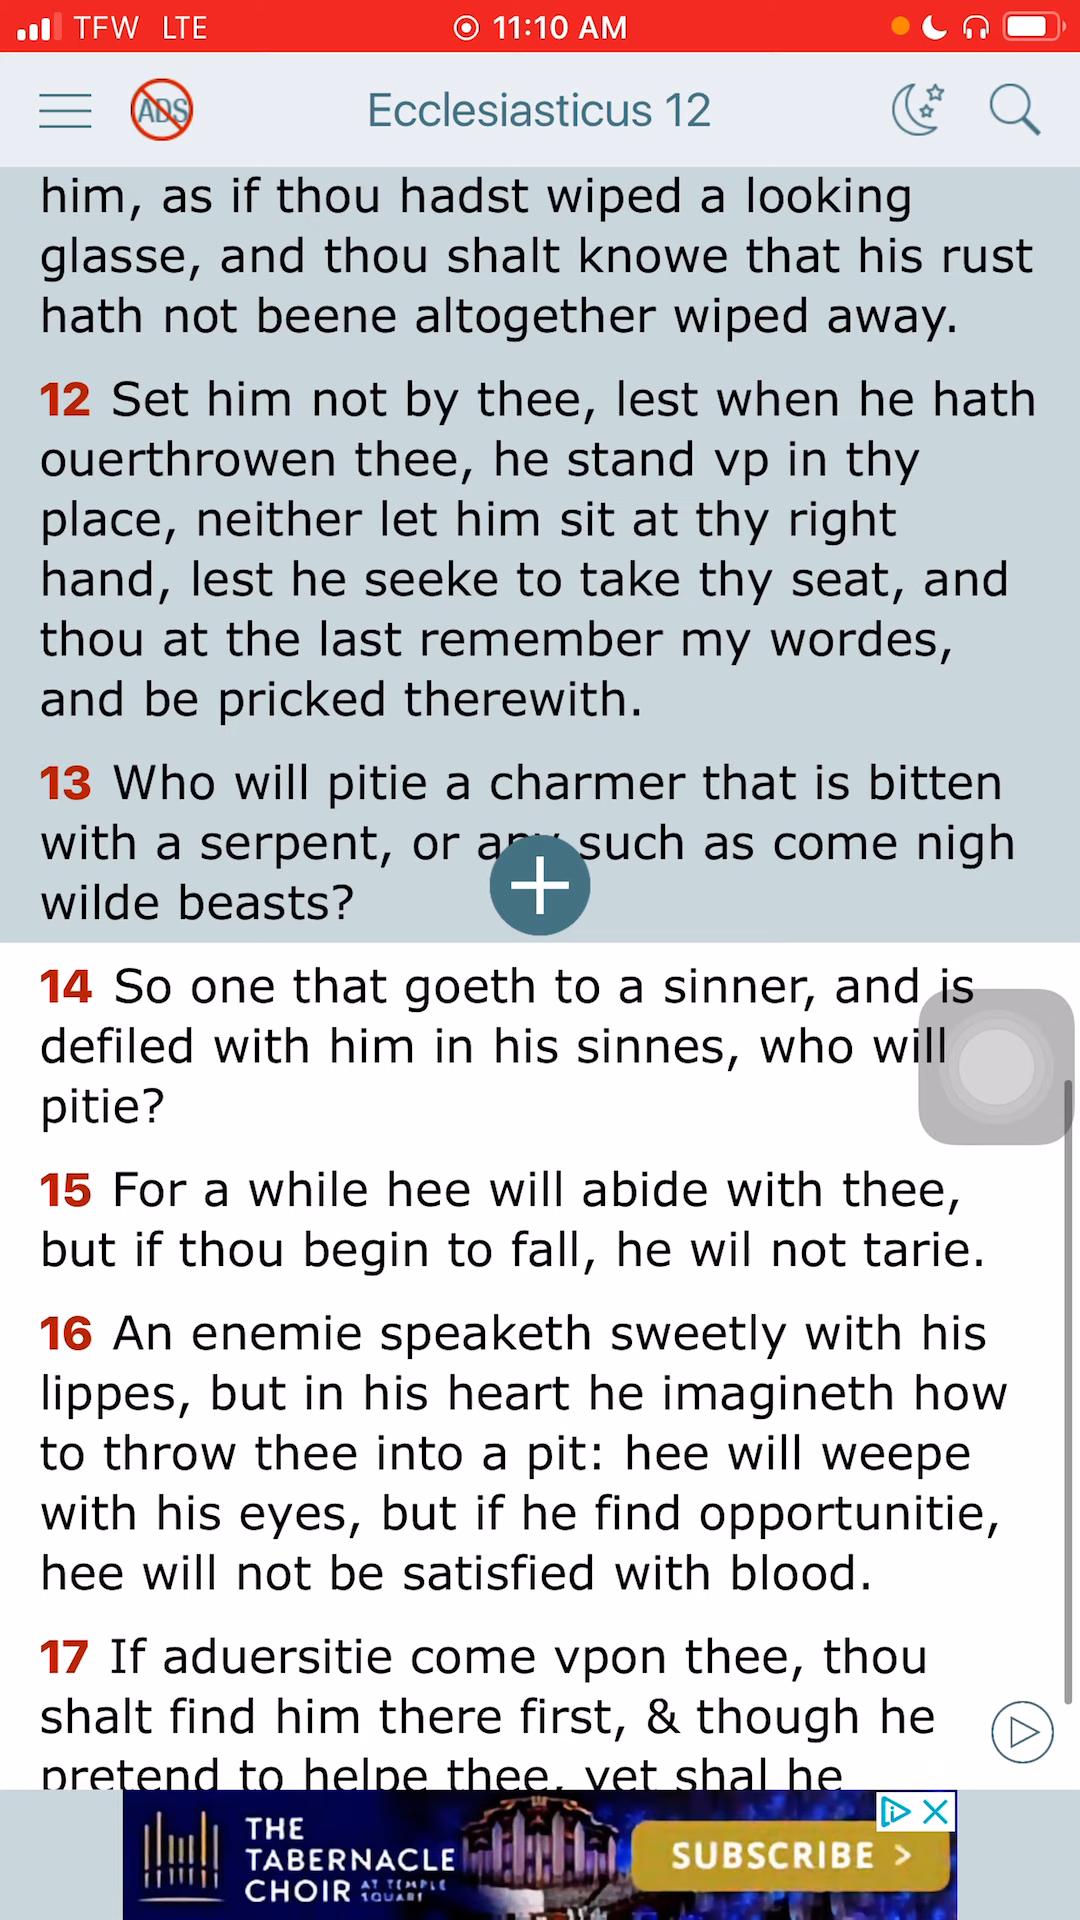 TFW LTE 11:10 AM
ADS Ecclesiasticus 12
him, as if thou hadst wiped a looking
glasse, and thou shalt knowe that his rust
hath not beene altogether wiped away.
12 Set him not by thee, lest when he hath
ouerthrowen thee, he stand vp in thy
place, neither let him sit at thy right
hand, lest he seeke to take thy seat, and
thou at the last remember my wordes,
and be pricked therewith.
13 Who will pitie a charmer that is bitten
with a serpent, or any such as come nigh
wilde beasts?
14 So one that goeth to a sinner, and is
defiled with him in his sinnes, who will
pitie?
15 For a while hee will abide with thee,
but if thou begin to fall, he wil not tarie.
16 An enemie speaketh sweetly with his
lippes, but in his heart he imagineth how
to throw thee into a pit: hee will weepe
with his eyes, but if he find opportunitie,
hee will not be satisfied with blood.
17 If aduersitie come vpon thee, thou
shalt find him there first, & though he
pretend to helpe thee, yet shal he
THE
TABERNACLE
CHOIR AT TEMPLE SQUARE
SUBSCRIBE >